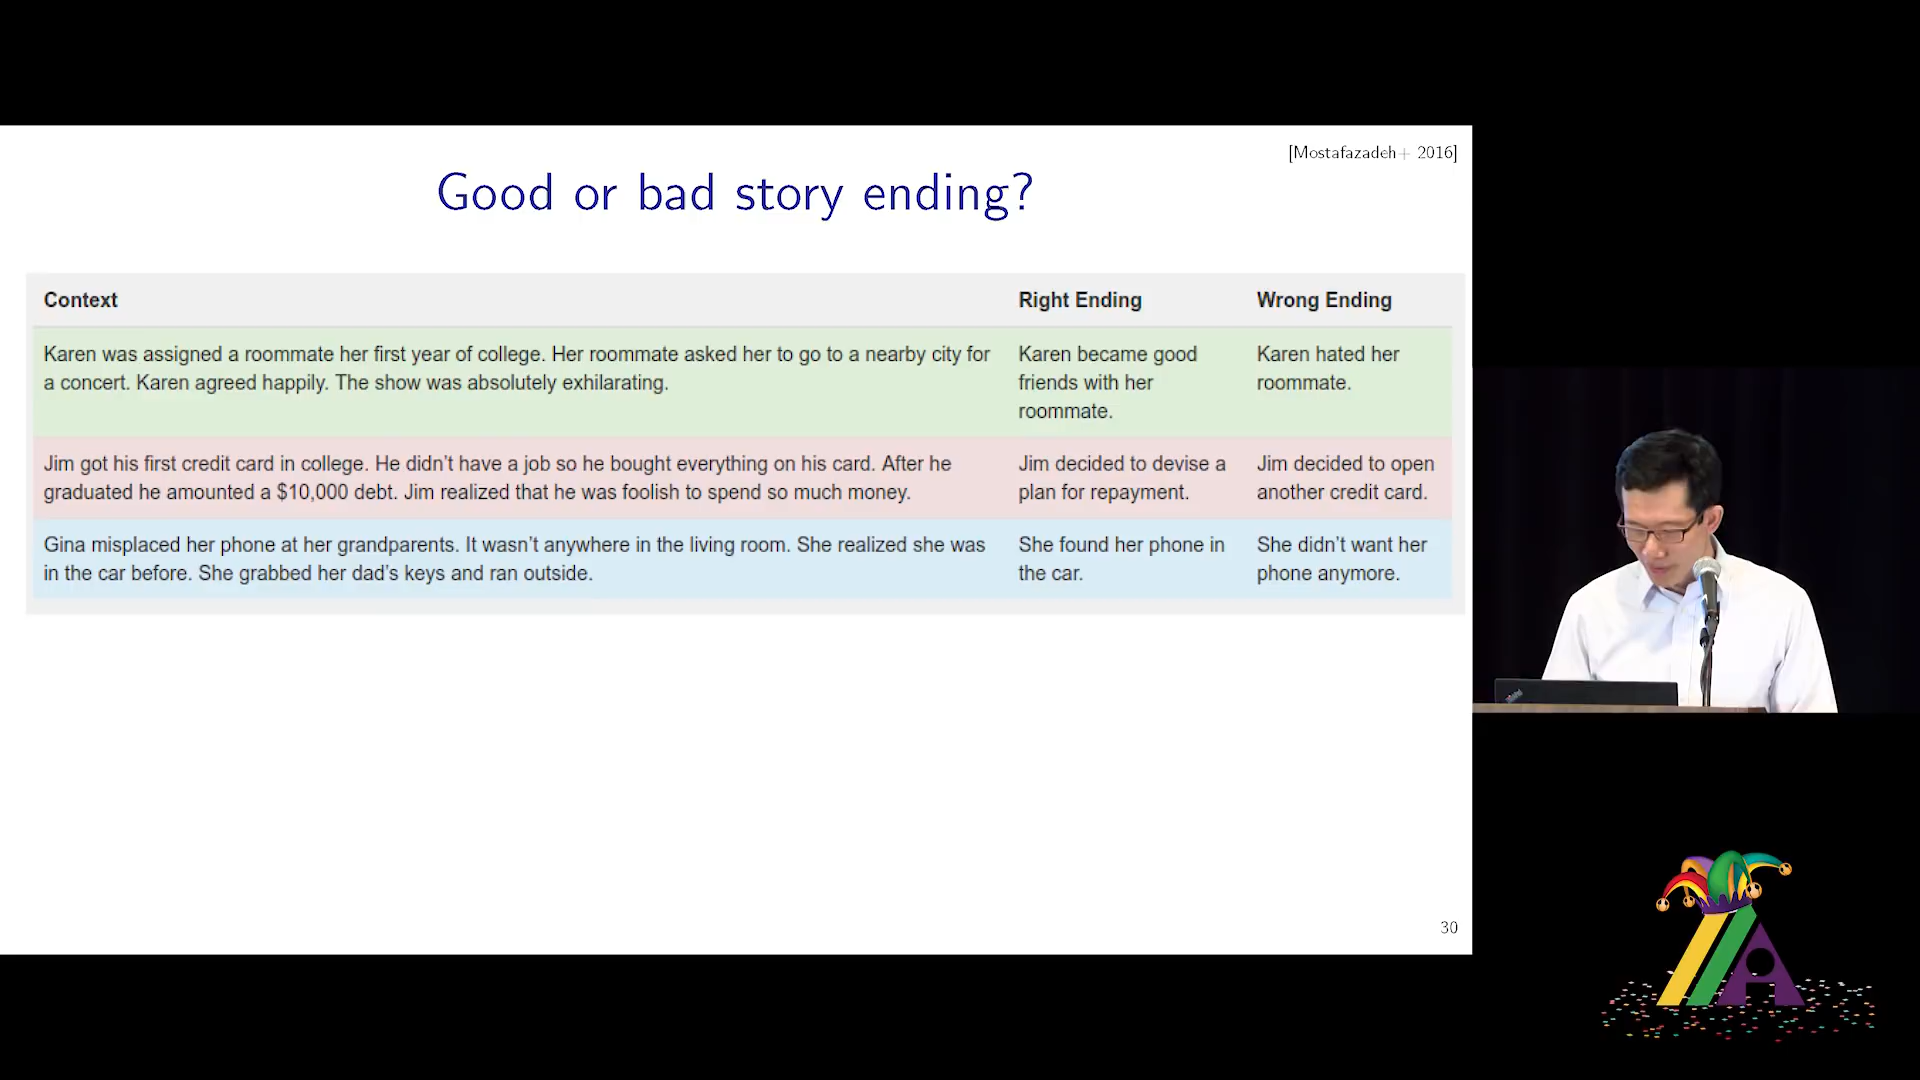 [Mostafazadeh+ 2016]
Good or bad story ending?
Context
Right Ending
Wrong Ending
Karen was assigned a roommate her first year of college. Her roommate asked her to go to a nearby city for
a concert. Karen agreed happily. The show was absolutely exhilarating.
Karen became good
friends with her
roommate.
Karen hated her
roommate.
Jim got his first credit card in college. He didn't have a job so he bought everything on his card. After he
graduated he amounted a $10,000 debt. Jim realized that he was foolish to spend so much money.
Jim decided to devise a
plan for repayment.
Jim decided to open
another credit card.
Gina misplaced her phone at her grandparents. It wasn't anywhere in the living room. She realized she was
in the car before. She grabbed her dad's keys and ran outside.
She found her phone in
the car.
She didn't want her
phone anymore.
30